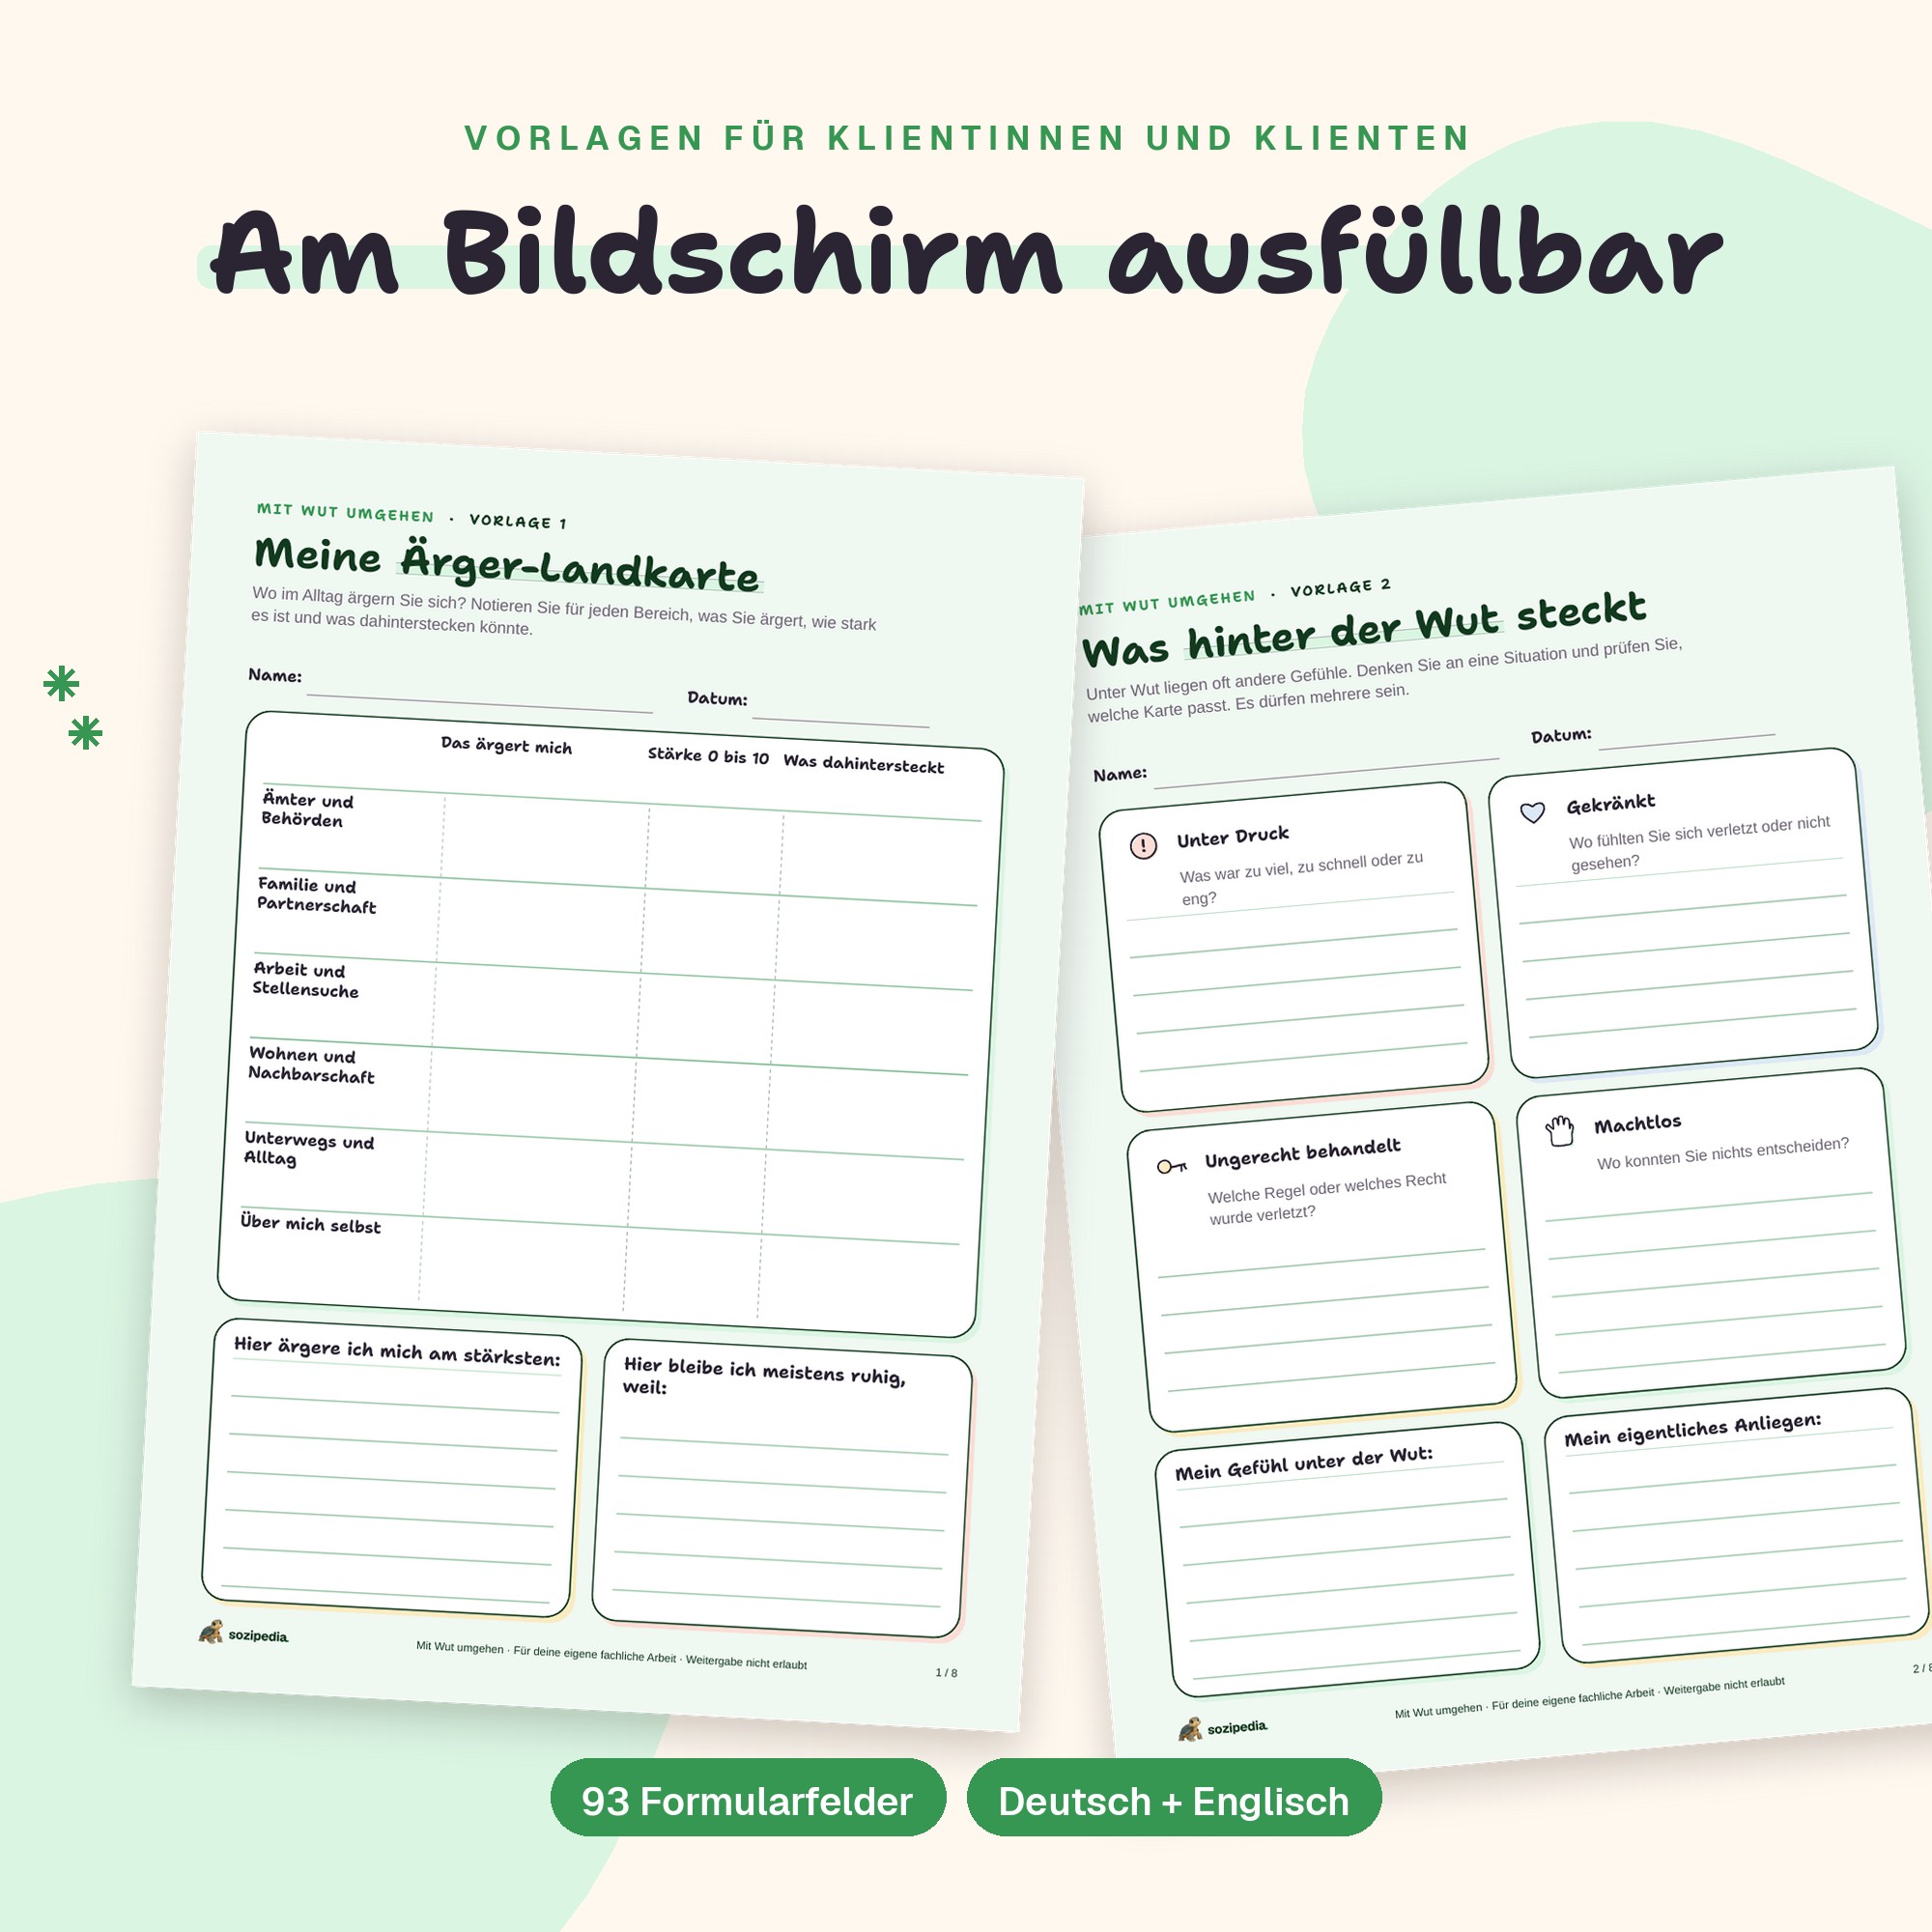 VORLAGEN FÜR KLIENTINNEN UND KLIENTEN
Am Bildschirm ausfüllbar
MIT WUT UMGEHEN · VORLAGE 1
Meine Ärger-Landkarte
Wo im Alltag ärgern Sie sich? Notieren Sie für jeden Bereich, was Sie ärgert, wie stark
es ist und was dahinterstecken könnte.
Name:
Datum:
Das ärgert mich
Stärke 0 bis 10
Was dahintersteckt
Ämter und
Behörden
Familie und
Partnerschaft
Arbeit und
Stellensuche
Wohnen und
Nachbarschaft
Unterwegs und
Alltag
Über mich selbst
Hier ärgere ich mich am stärksten:
Hier bleibe ich meistens ruhig,
weil:
sozipedia.
Mit Wut umgehen · Für deine eigene fachliche Arbeit · Weitergabe nicht erlaubt
1 / 8
MIT WUT UMGEHEN · VORLAGE 2
Was hinter der Wut steckt
Unter Wut liegen oft andere Gefühle. Denken Sie an eine Situation und prüfen Sie,
welche Karte passt. Es dürfen mehrere sein.
Name:
Datum:
Unter Druck
Was war zu viel, zu schnell oder zu
eng?
Gekränkt
Wo fühlten Sie sich verletzt oder nicht
gesehen?
Ungerecht behandelt
Welche Regel oder welches Recht
wurde verletzt?
Machtlos
Wo konnten Sie nichts entscheiden?
Mein Gefühl unter der Wut:
Mein eigentliches Anliegen:
sozipedia.
Mit Wut umgehen · Für deine eigene fachliche Arbeit · Weitergabe nicht erlaubt
2 / 8
93 Formularfelder
Deutsch + Englisch